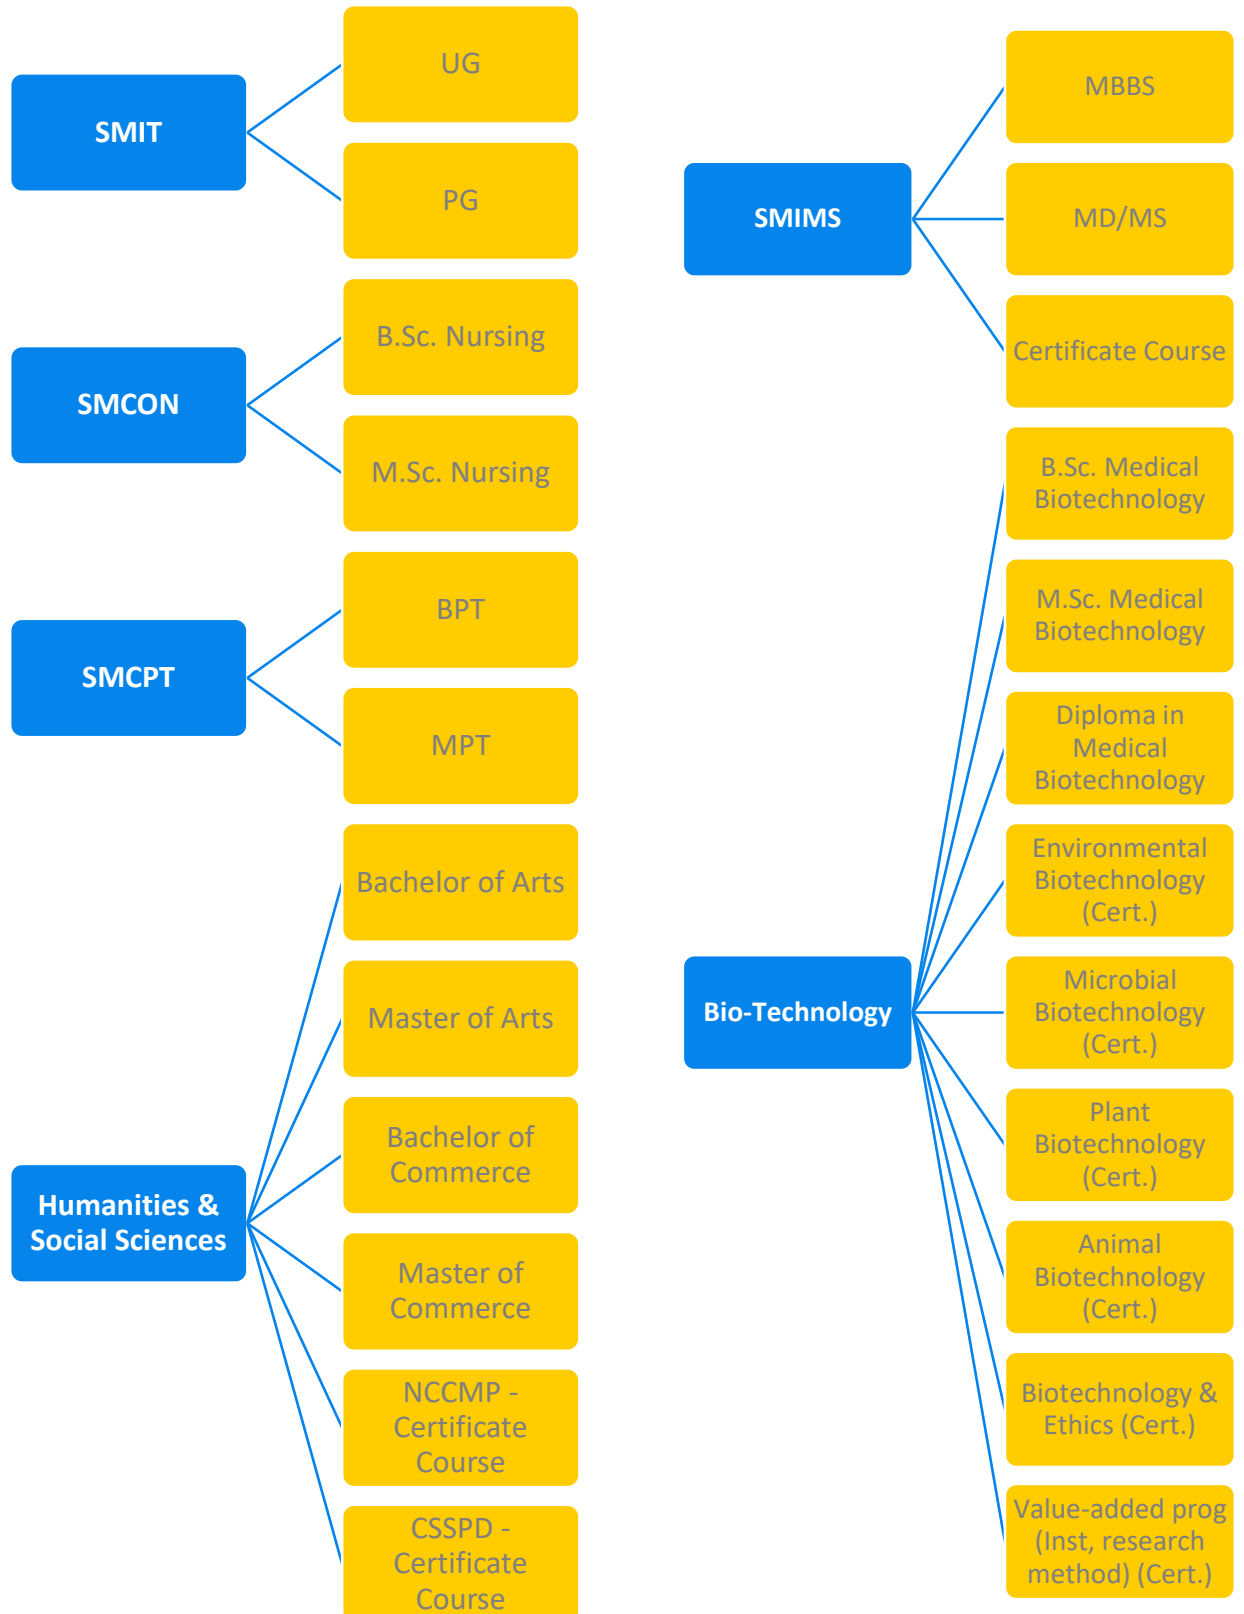 SMIT
UG
PG
SMCON
B.Sc. Nursing
M.Sc. Nursing
SMCPT
BPT
MPT
Humanities &
Social Sciences
Bachelor of Arts
Master of Arts
Bachelor of
Commerce
Master of
Commerce
NCCMP -
Certificate
Course
CSSPD -
Certificate
Course
SMIMS
MBBS
MD/MS
Certificate Course
Bio-Technology
B.Sc. Medical
Biotechnology
M.Sc. Medical
Biotechnology
Diploma in
Medical
Biotechnology
Environmental
Biotechnology
(Cert.)
Microbial
Biotechnology
(Cert.)
Plant
Biotechnology
(Cert.)
Animal
Biotechnology
(Cert.)
Biotechnology &
Ethics (Cert.)
Value-added prog
(Inst, research
method) (Cert.)